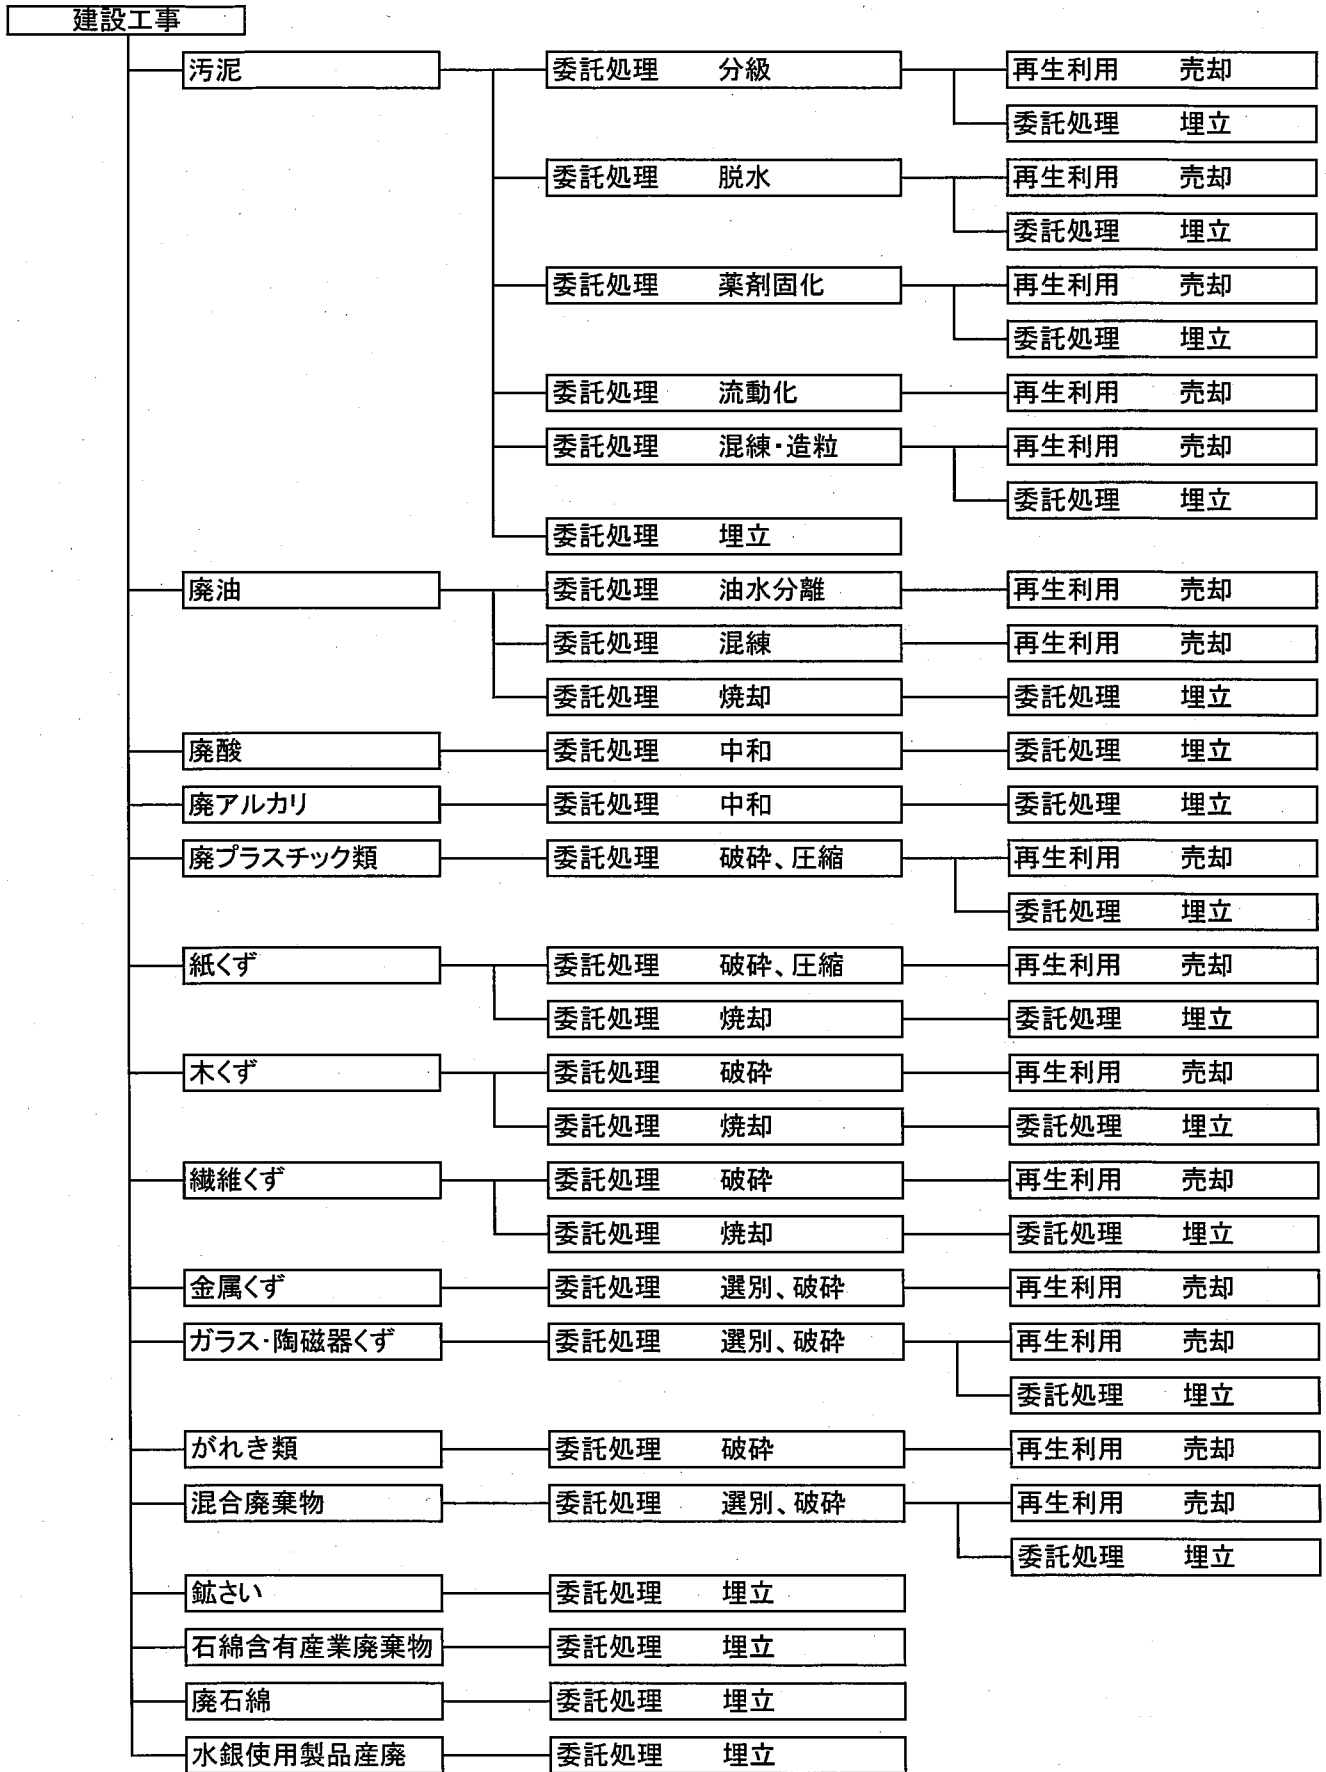 建設工事
汚泥 委託処理 分級 再生利用 売却
委託処理 埋立
委託処理 脱水 再生利用 売却
委託処理 埋立
委託処理 薬剤固化 再生利用 売却
委託処理 埋立
委託処理 流動化 再生利用 売却
委託処理 混練・造粒 再生利用 売却
委託処理 埋立
委託処理 埋立
廃油 委託処理 油水分離 再生利用 売却
委託処理 混練 再生利用 売却
委託処理 焼却 委託処理 埋立
廃酸 委託処理 中和 委託処理 埋立
廃アルカリ 委託処理 中和 委託処理 埋立
廃プラスチック類 委託処理 破砕、圧縮 再生利用 売却
委託処理 埋立
紙くず 委託処理 破砕、圧縮 再生利用 売却
委託処理 焼却 委託処理 埋立
木くず 委託処理 破砕 再生利用 売却
委託処理 焼却 委託処理 埋立
繊維くず 委託処理 破砕 再生利用 売却
委託処理 焼却 委託処理 埋立
金属くず 委託処理 選別、破砕 再生利用 売却
ガラス・陶磁器くず 委託処理 選別、破砕 再生利用 売却
委託処理 埋立
がれき類 委託処理 破砕 再生利用 売却
混合廃棄物 委託処理 選別、破砕 再生利用 売却
委託処理 埋立
鉱さい 委託処理 埋立
石綿含有産業廃棄物 委託処理 埋立
廃石綿 委託処理 埋立
水銀使用製品産廃 委託処理 埋立